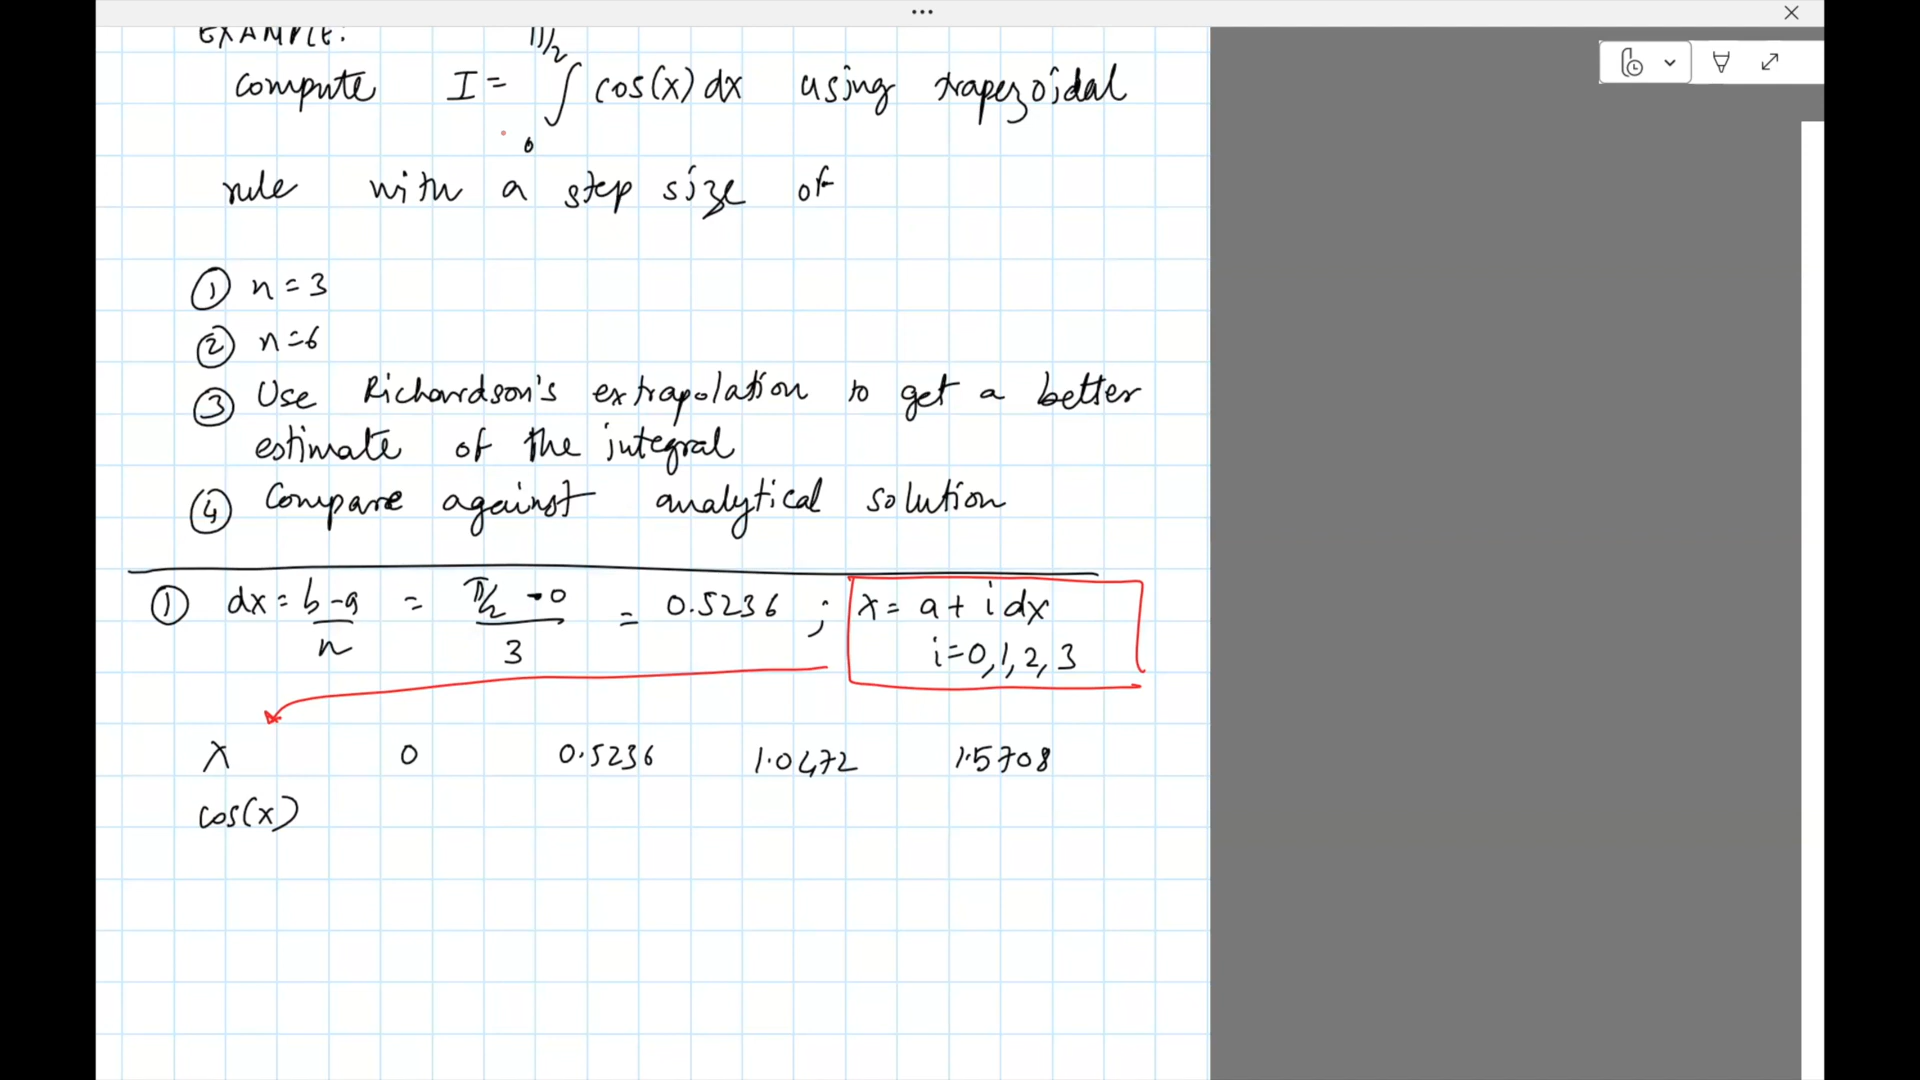 EXAMPLE:
compute I = ∫₀^(π/2) cos(x) dx using trapezoidal
rule with a step size of
① n = 3
② n = 6
③ Use Richardson's extrapolation to get a better
estimate of the integral
④ Compare against analytical solution
① dx = (b-a)/n = (π/2 - 0)/3 = 0.5236 ; x = a + i dx
i = 0, 1, 2, 3
x 0 0.5236 1.0472 1.5708
cos(x)